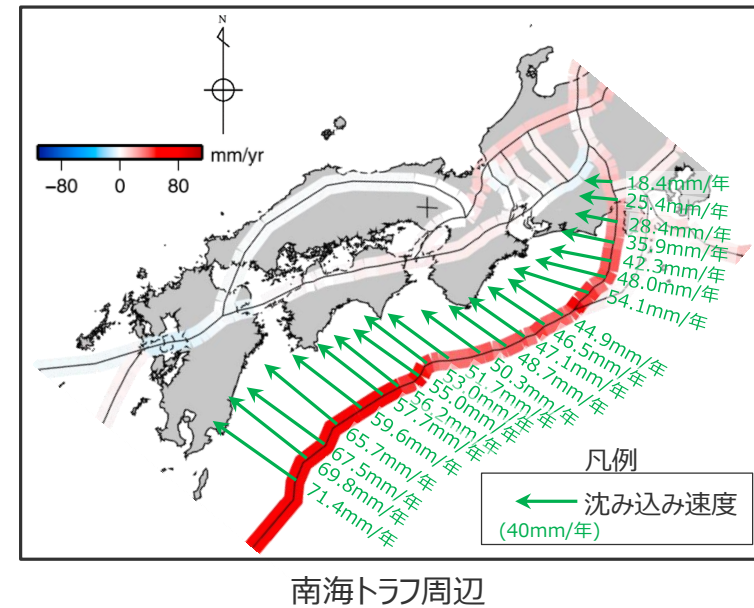 N
mm/yr
−80 0 80
18.4mm/年
25.4mm/年
28.4mm/年
35.9mm/年
42.3mm/年
48.0mm/年
54.1mm/年
44.9mm/年
46.5mm/年
47.1mm/年
48.7mm/年
50.3mm/年
51.7mm/年
53.0mm/年
55.0mm/年
56.2mm/年
57.7mm/年
59.6mm/年
65.7mm/年
67.5mm/年
69.8mm/年
71.4mm/年
凡例
沈み込み速度
(40mm/年)
南海トラフ周辺